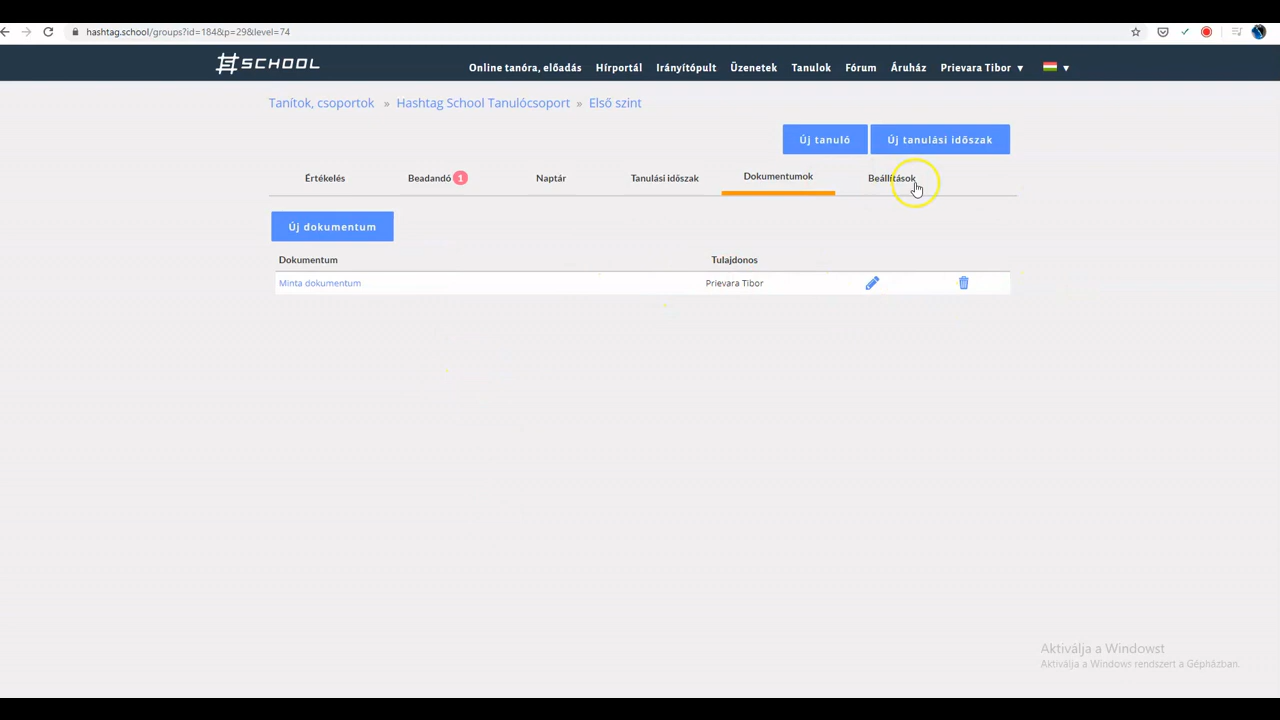 hashtag.school/groups?id=184&p=29&level=74
SCHOOL
Online tanóra, előadás Hírportál Irányítópult Üzenetek Tanulok Fórum Áruház Prievara Tibor
Tanítok, csoportok » Hashtag School Tanulócsoport » Első szint
Új tanuló Új tanulási időszak
Értékelés Beadandó 1 Naptár Tanulási időszak Dokumentumok Beállítások
Új dokumentum
Dokumentum Tulajdonos
Minta dokumentum Prievara Tibor
Aktiválja a Windowst
Aktiválja a Windows rendszert a Gépházban.